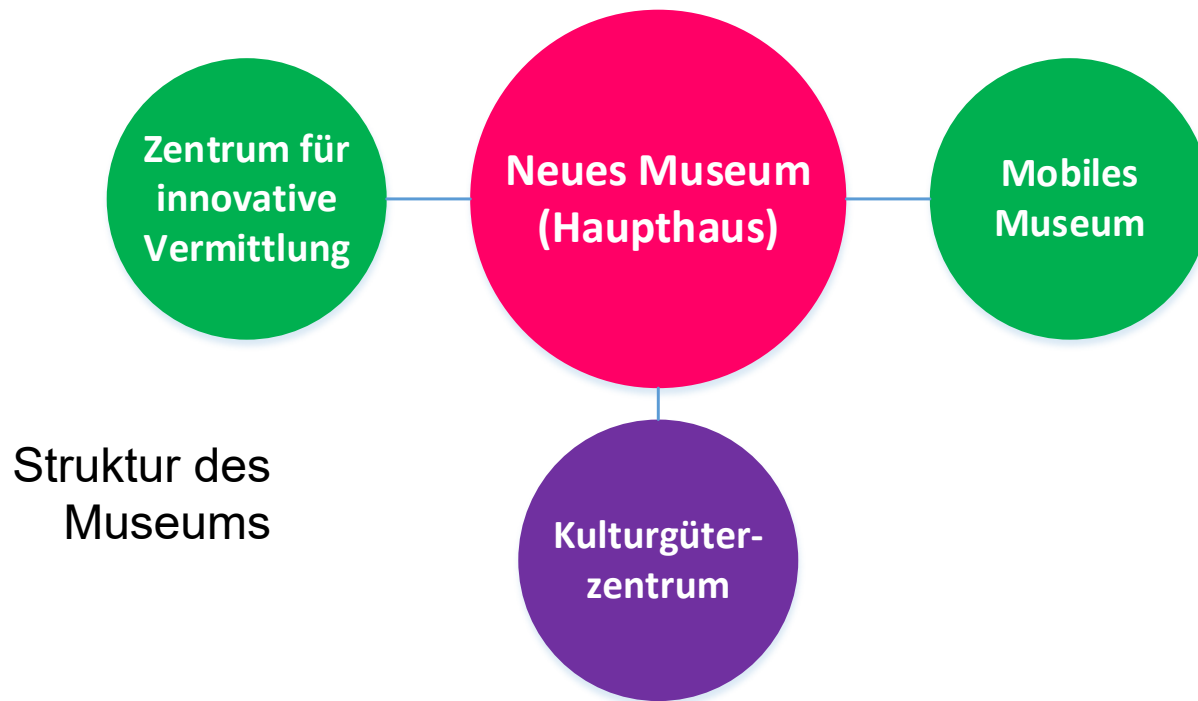 Zentrum für
innovative
Vermittlung
Neues Museum
(Haupthaus)
Mobiles
Museum
Struktur des
Museums
Kulturgüter-
zentrum